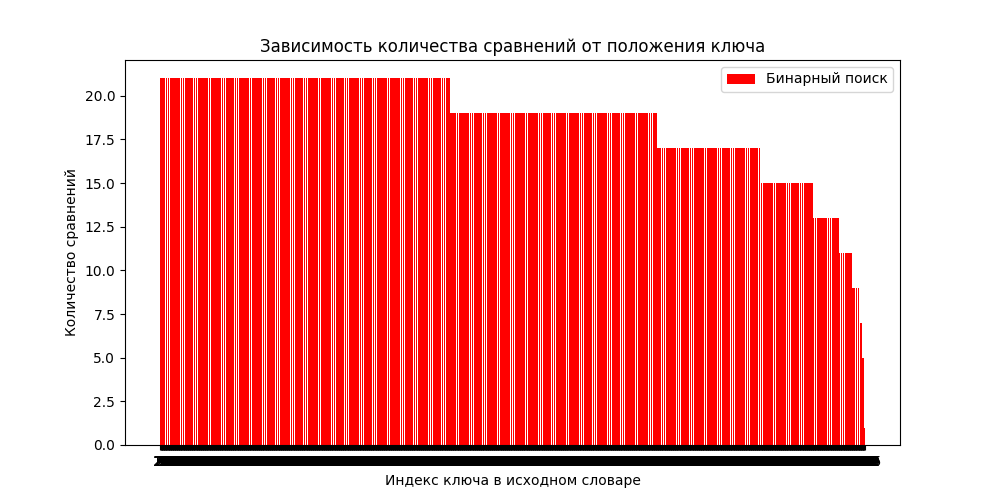 Зависимость количества сравнений от положения ключа
Бинарный поиск
Количество сравнений
20.0
17.5
15.0
12.5
10.0
7.5
5.0
2.5
0.0
Индекс ключа в исходном словаре